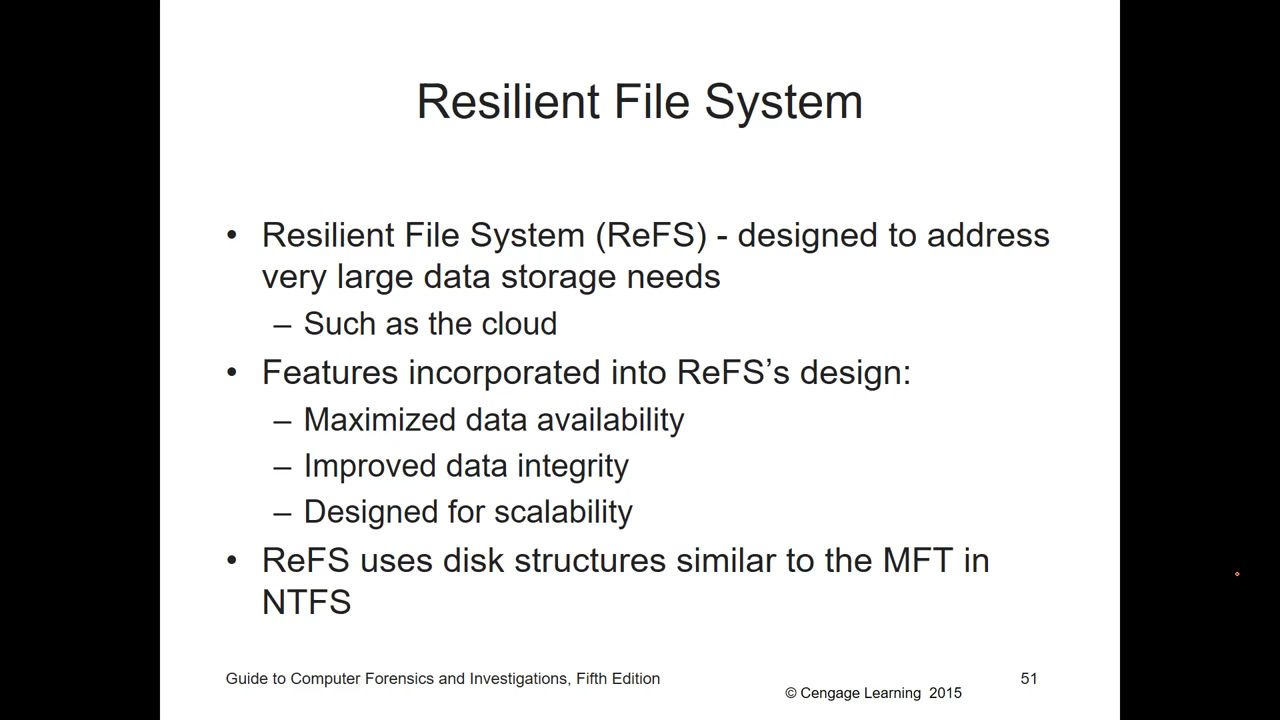 Resilient File System
• Resilient File System (ReFS) - designed to address
very large data storage needs
– Such as the cloud
• Features incorporated into ReFS’s design:
– Maximized data availability
– Improved data integrity
– Designed for scalability
• ReFS uses disk structures similar to the MFT in
NTFS
Guide to Computer Forensics and Investigations, Fifth Edition
51
© Cengage Learning 2015